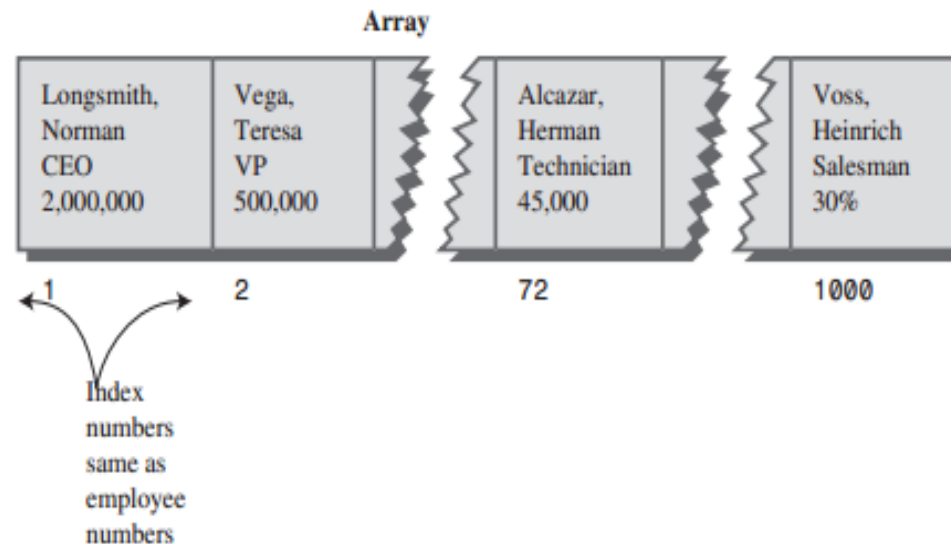 Array
Longsmith,
Norman
CEO
2,000,000
Vega,
Teresa
VP
500,000
Alcazar,
Herman
Technician
45,000
Voss,
Heinrich
Salesman
30%
1
2
72
1000
Index
numbers
same as
employee
numbers